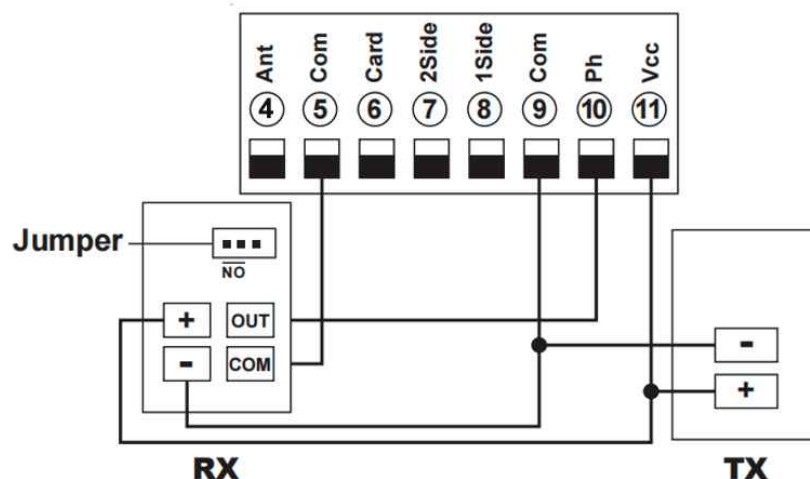 Ant Com Card 2Side 1Side Com Ph Vcc
4 5 6 7 8 9 10 11
Jumper
NO
+ OUT
- COM
-
+
RX
TX